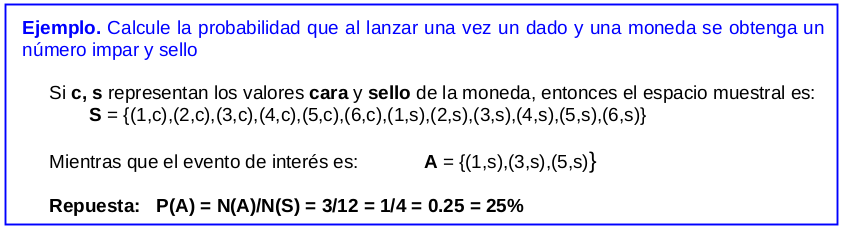 Ejemplo. Calcule la probabilidad que al lanzar una vez un dado y una moneda se obtenga un
número impar y sello
Si c, s representan los valores cara y sello de la moneda, entonces el espacio muestral es:
S = {(1,c),(2,c),(3,c),(4,c),(5,c),(6,c),(1,s),(2,s),(3,s),(4,s),(5,s),(6,s)}
Mientras que el evento de interés es: A = {(1,s),(3,s),(5,s)}
Repuesta: P(A) = N(A)/N(S) = 3/12 = 1/4 = 0.25 = 25%